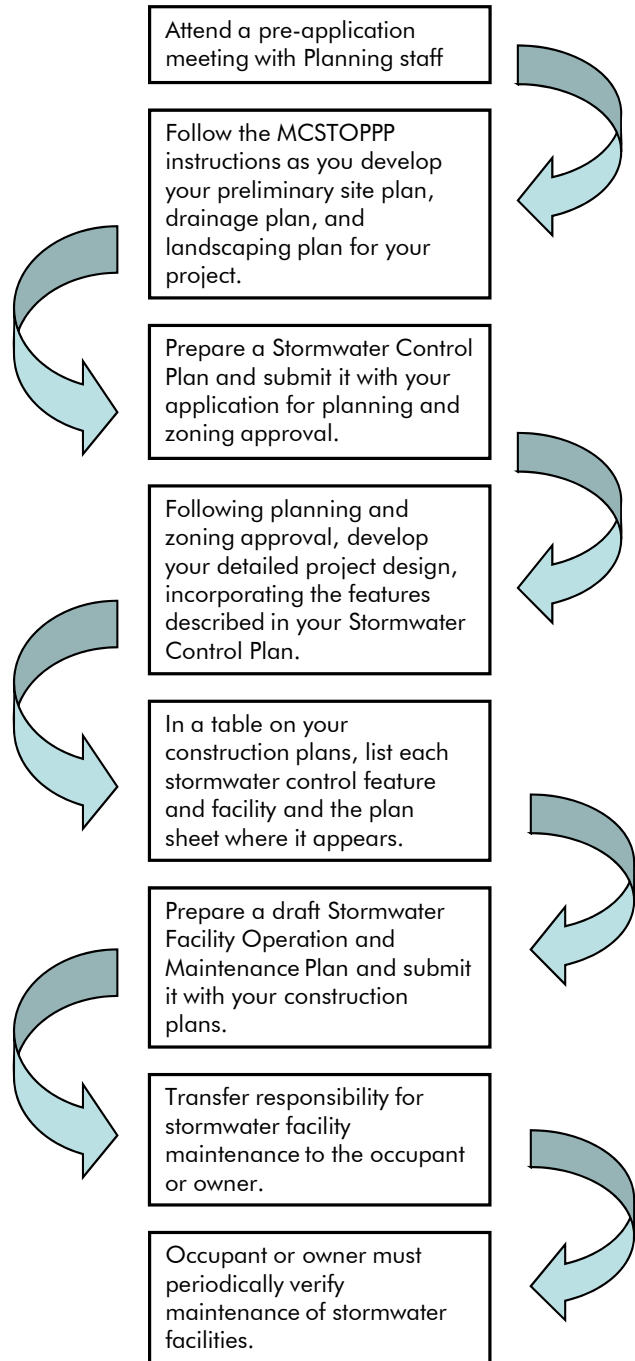 Attend a pre-application
meeting with Planning staff
Follow the MCSTOPPP
instructions as you develop
your preliminary site plan,
drainage plan, and
landscaping plan for your
project.
Prepare a Stormwater Control
Plan and submit it with your
application for planning and
zoning approval.
Following planning and
zoning approval, develop
your detailed project design,
incorporating the features
described in your Stormwater
Control Plan.
In a table on your
construction plans, list each
stormwater control feature
and facility and the plan
sheet where it appears.
Prepare a draft Stormwater
Facility Operation and
Maintenance Plan and submit
it with your construction
plans.
Transfer responsibility for
stormwater facility
maintenance to the occupant
or owner.
Occupant or owner must
periodically verify
maintenance of stormwater
facilities.